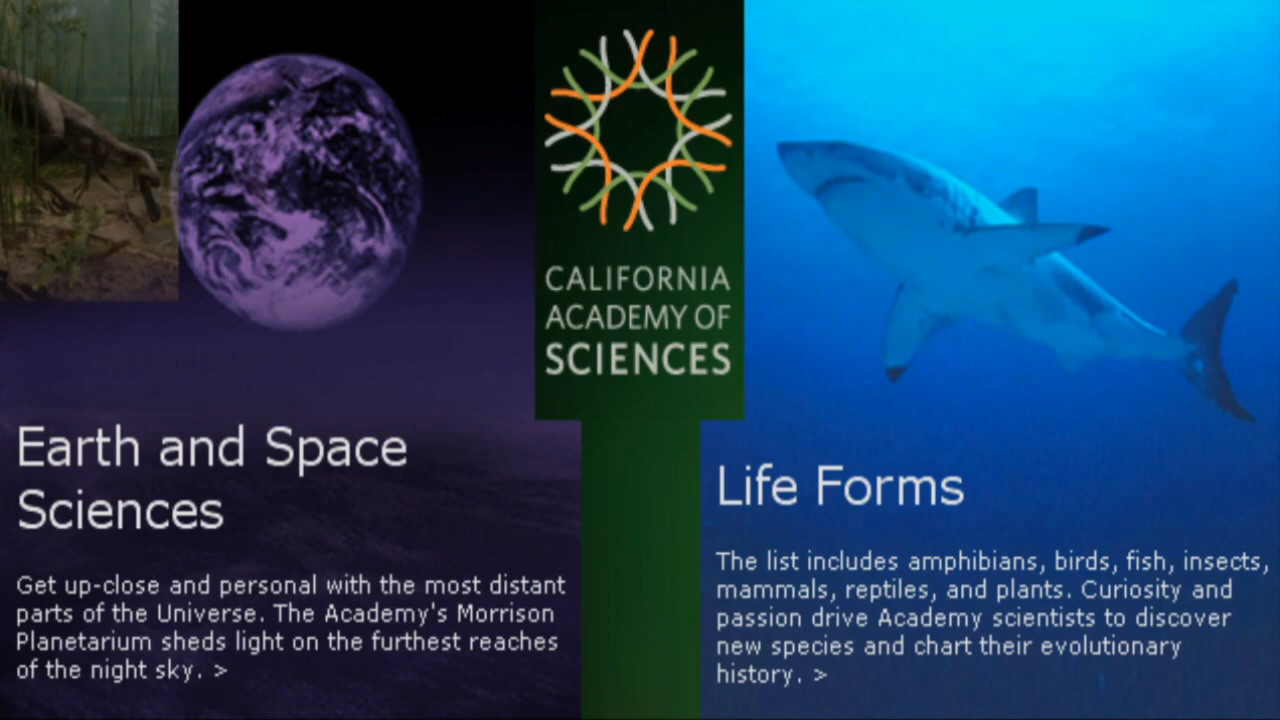 CALIFORNIA
ACADEMY OF
SCIENCES
Earth and Space
Sciences
Get up-close and personal with the most distant
parts of the Universe. The Academy's Morrison
Planetarium sheds light on the furthest reaches
of the night sky. >
Life Forms
The list includes amphibians, birds, fish, insects,
mammals, reptiles, and plants. Curiosity and
passion drive Academy scientists to discover
new species and chart their evolutionary
history. >